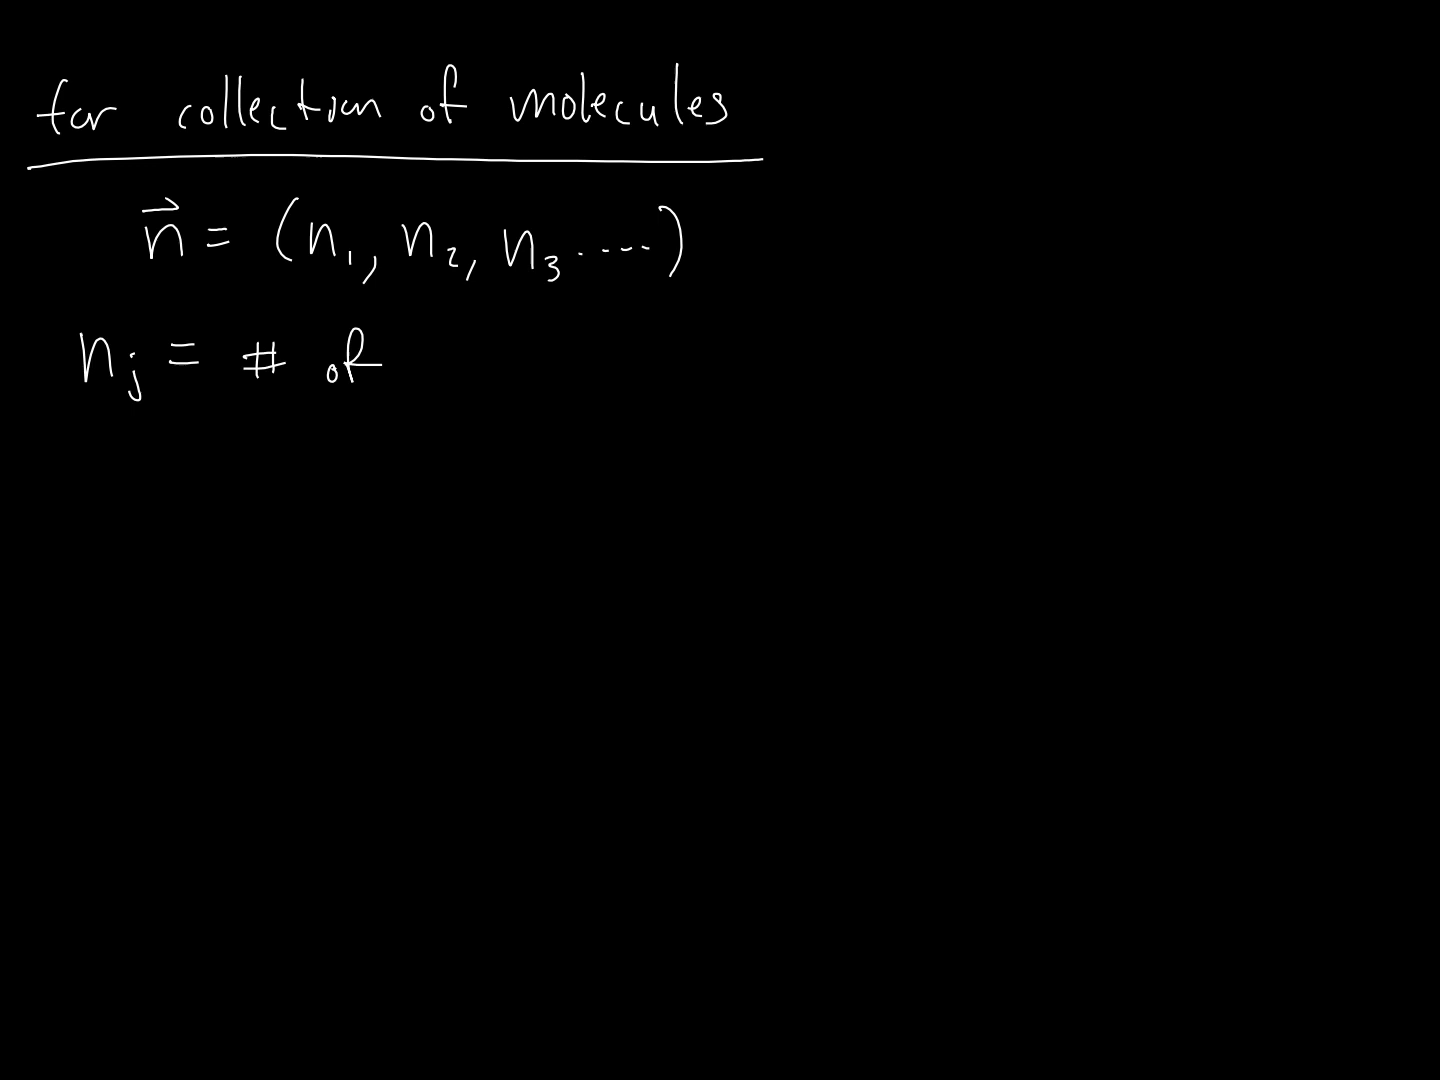 for collection of molecules
n⃗ = (n₁, n₂, n₃ . ....)
nⱼ = # of